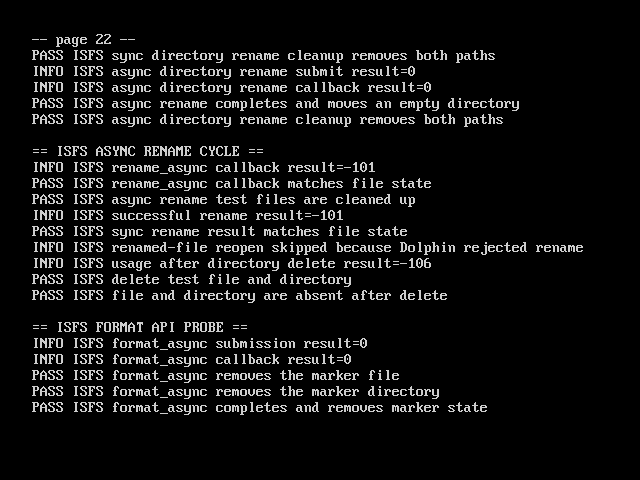 -- page 22 --
PASS ISFS sync directory rename cleanup removes both paths
INFO ISFS async directory rename submit result=0
INFO ISFS async directory rename callback result=0
PASS ISFS async rename completes and moves an empty directory
PASS ISFS async directory rename cleanup removes both paths
== ISFS ASYNC RENAME CYCLE ==
INFO ISFS rename_async callback result=-101
PASS ISFS rename_async callback matches file state
PASS ISFS async rename test files are cleaned up
INFO ISFS successful rename result=-101
PASS ISFS sync rename result matches file state
INFO ISFS renamed-file reopen skipped because Dolphin rejected rename
INFO ISFS usage after directory delete result=-106
PASS ISFS delete test file and directory
PASS ISFS file and directory are absent after delete
== ISFS FORMAT API PROBE ==
INFO ISFS format_async submission result=0
INFO ISFS format_async callback result=0
PASS ISFS format_async removes the marker file
PASS ISFS format_async removes the marker directory
PASS ISFS format_async completes and removes marker state